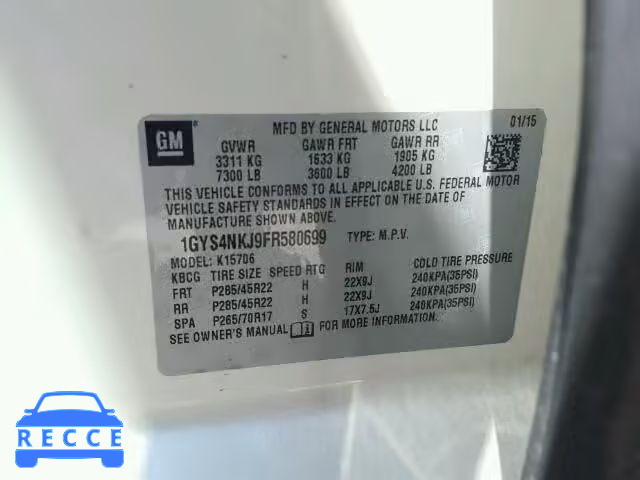 GM
MFD BY GENERAL MOTORS LLC 01/15
GVWR GAWR FRT GAWR RR
3311 KG 1633 KG 1905 KG
7300 LB 3600 LB 4200 LB
THIS VEHICLE CONFORMS TO ALL APPLICABLE U.S. FEDERAL MOTOR
VEHICLE SAFETY STANDARDS IN EFFECT ON THE DATE OF
MANUFACTURE SHOWN ABOVE.
1GYS4NKJ9FR580699 TYPE: M.P.V.
MODEL: K15706
KBCG TIRE SIZE SPEED RTG RIM COLD TIRE PRESSURE
FRT P285/45R22 H 22X9J 240KPA(35PSI)
RR P285/45R22 H 22X9J 240KPA(35PSI)
SPA P265/70R17 S 17X7.5J 240KPA(35PSI)
SEE OWNER'S MANUAL FOR MORE INFORMATION.
RECCE